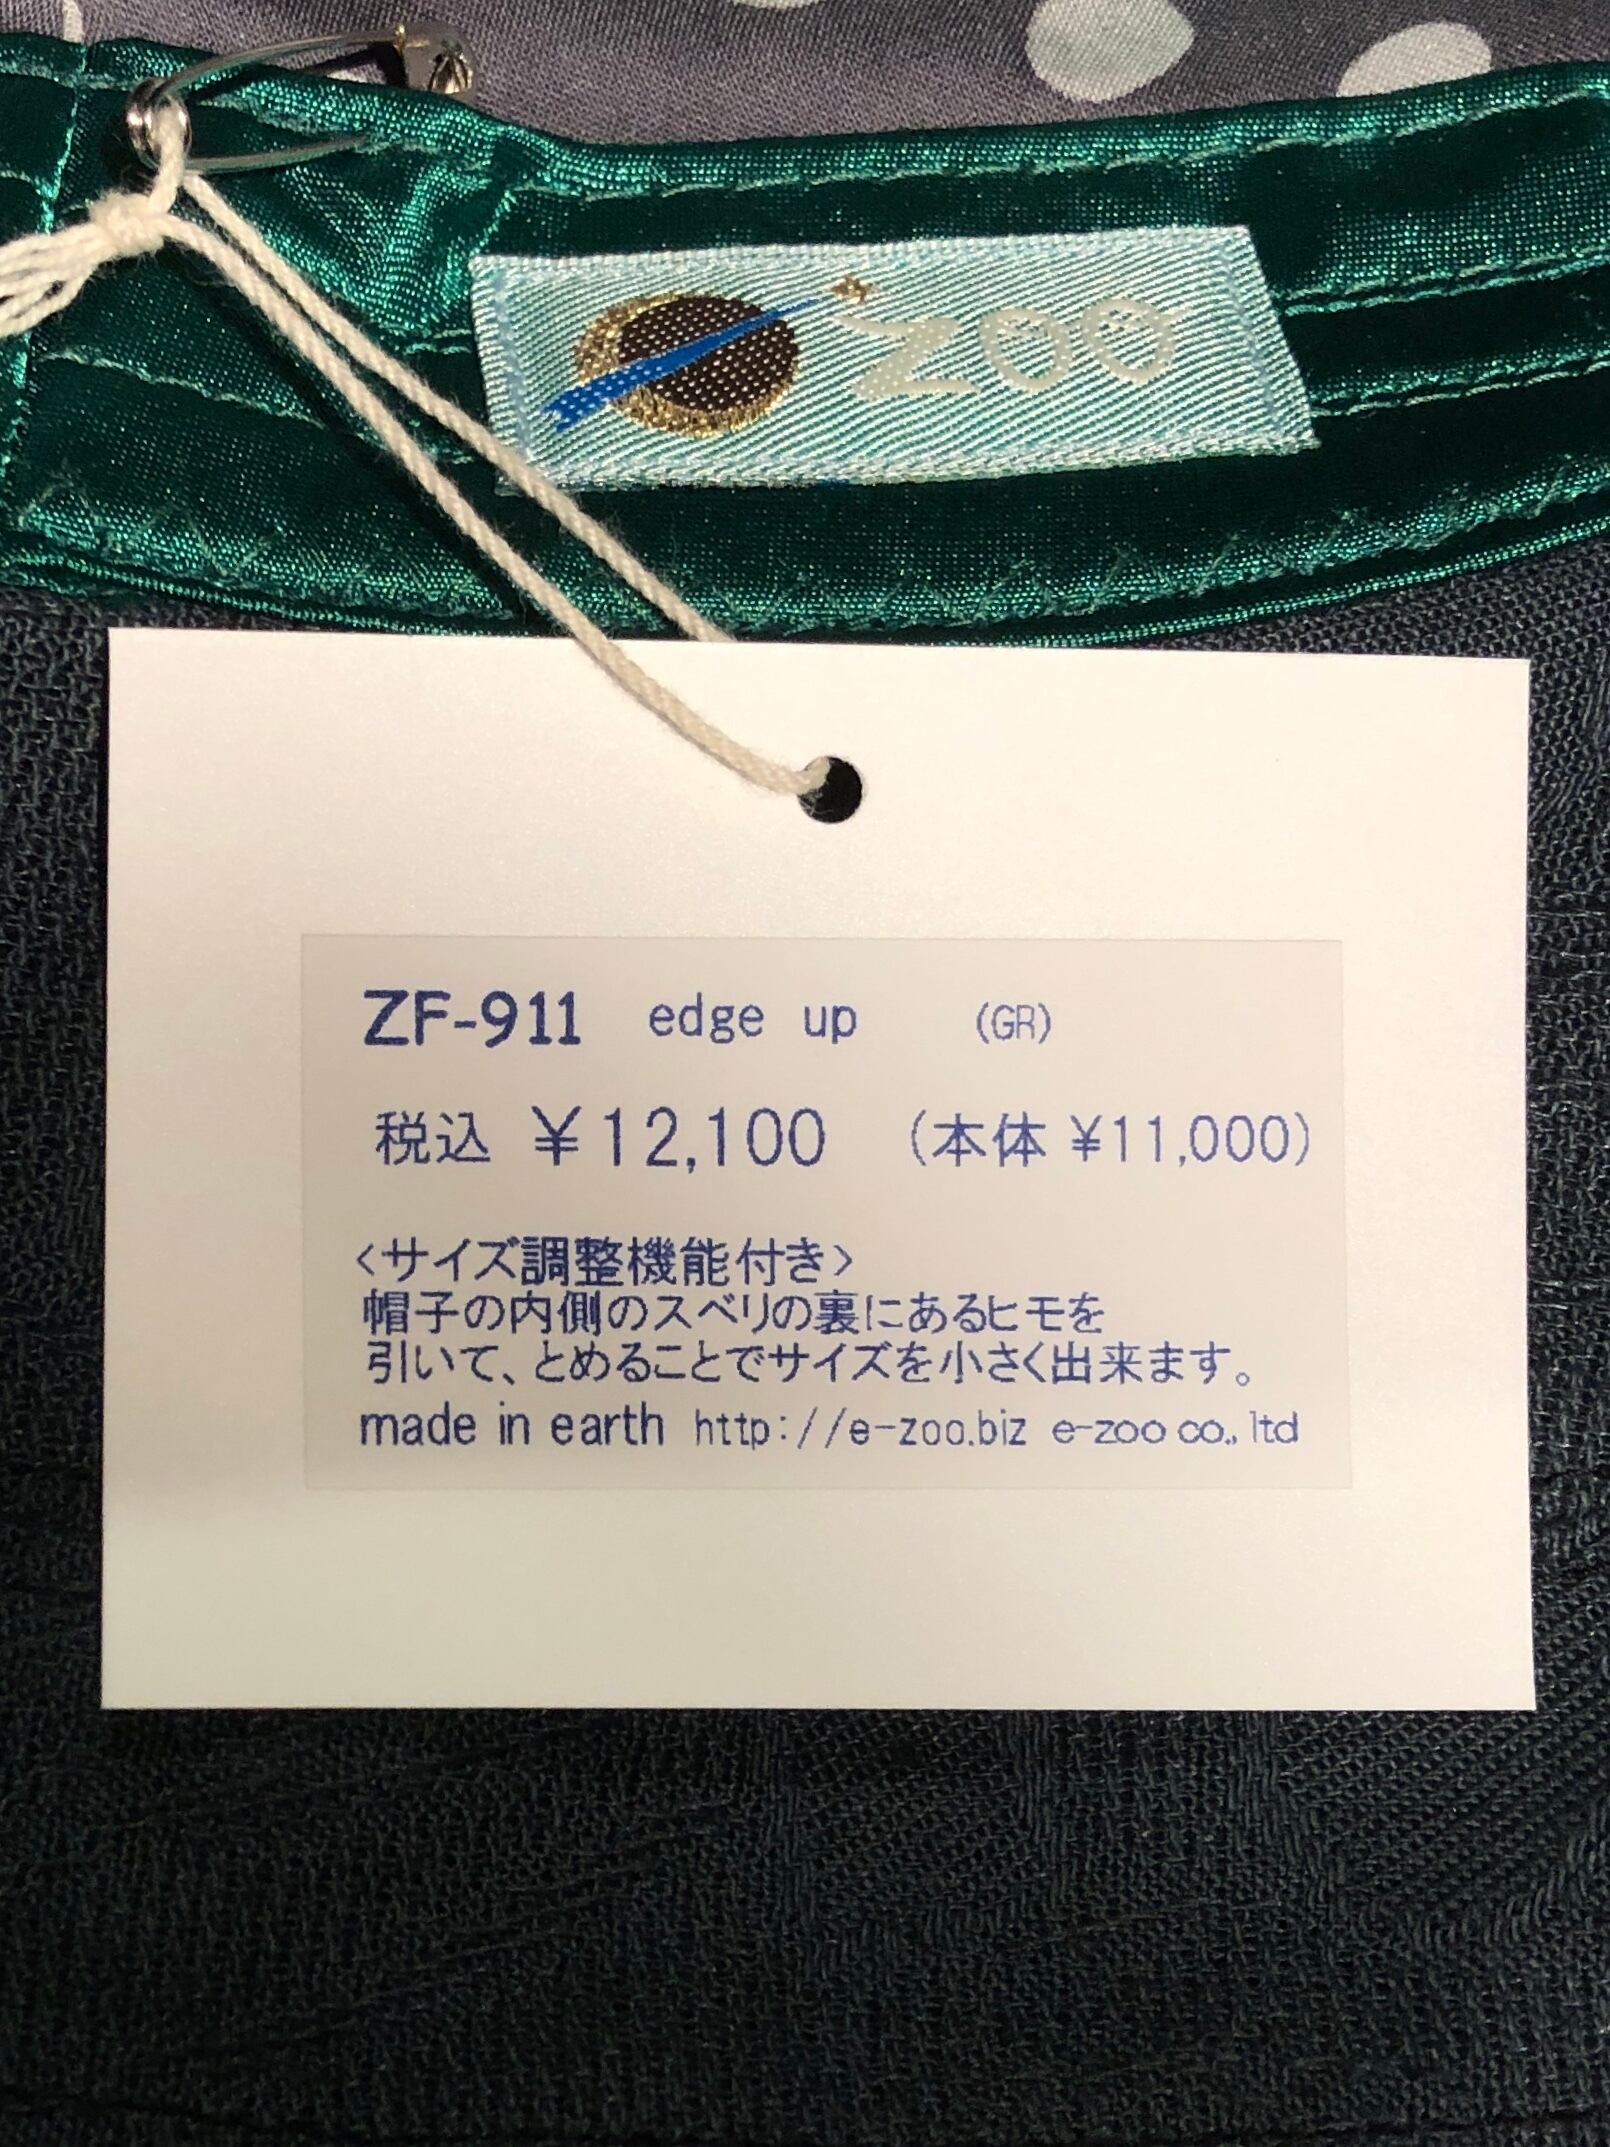 ZOO
ZF-911 edge up (GR)
税込 ￥12,100 (本体 ¥11,000)
<サイズ調整機能付き>
帽子の内側のスベリの裏にあるヒモを
引いて、とめることでサイズを小さく出来ます。
made in earth http://e-zoo.biz e-zoo co., ltd